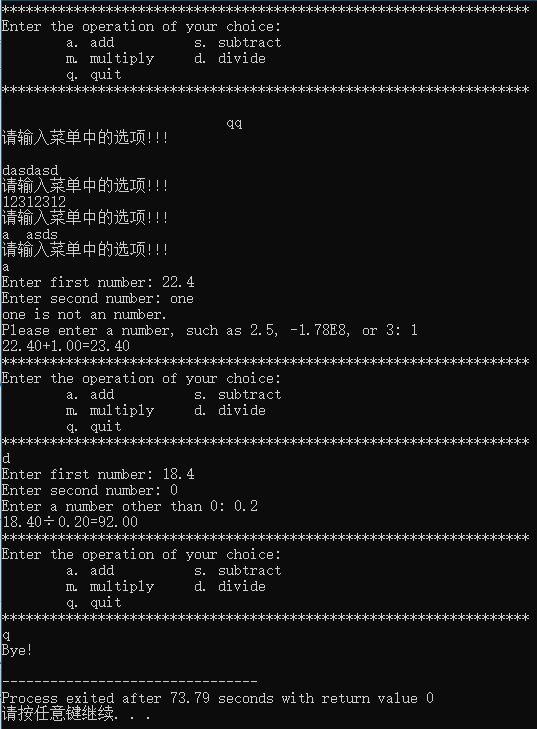 ******************************************************************
Enter the operation of your choice:
        a. add          s. subtract
        m. multiply     d. divide
        q. quit
******************************************************************
                            qq
请输入菜单中的选项!!!
dasdasd
请输入菜单中的选项!!!
12312312
请输入菜单中的选项!!!
a  asds
请输入菜单中的选项!!!
a
Enter first number: 22.4
Enter second number: one
one is not an number.
Please enter a number, such as 2.5, -1.78E8, or 3: 1
22.40+1.00=23.40
******************************************************************
Enter the operation of your choice:
        a. add          s. subtract
        m. multiply     d. divide
        q. quit
******************************************************************
d
Enter first number: 18.4
Enter second number: 0
Enter a number other than 0: 0.2
18.40÷0.20=92.00
******************************************************************
Enter the operation of your choice:
        a. add          s. subtract
        m. multiply     d. divide
        q. quit
******************************************************************
q
Bye!
--------------------------------
Process exited after 73.79 seconds with return value 0
请按任意键继续. . .